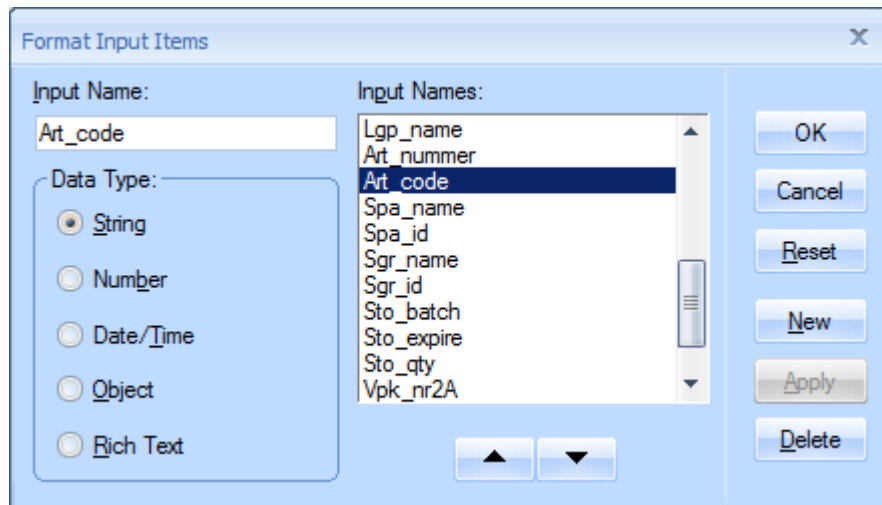 Format Input Items
Input Name:
Art_code
Data Type:
String
Number
Date/Time
Object
Rich Text
Input Names:
Lgp_name
Art_nummer
Art_code
Spa_name
Spa_id
Sgr_name
Sgr_id
Sto_batch
Sto_expire
Sto_qty
Vpk_nr2A
OK
Cancel
Reset
New
Apply
Delete